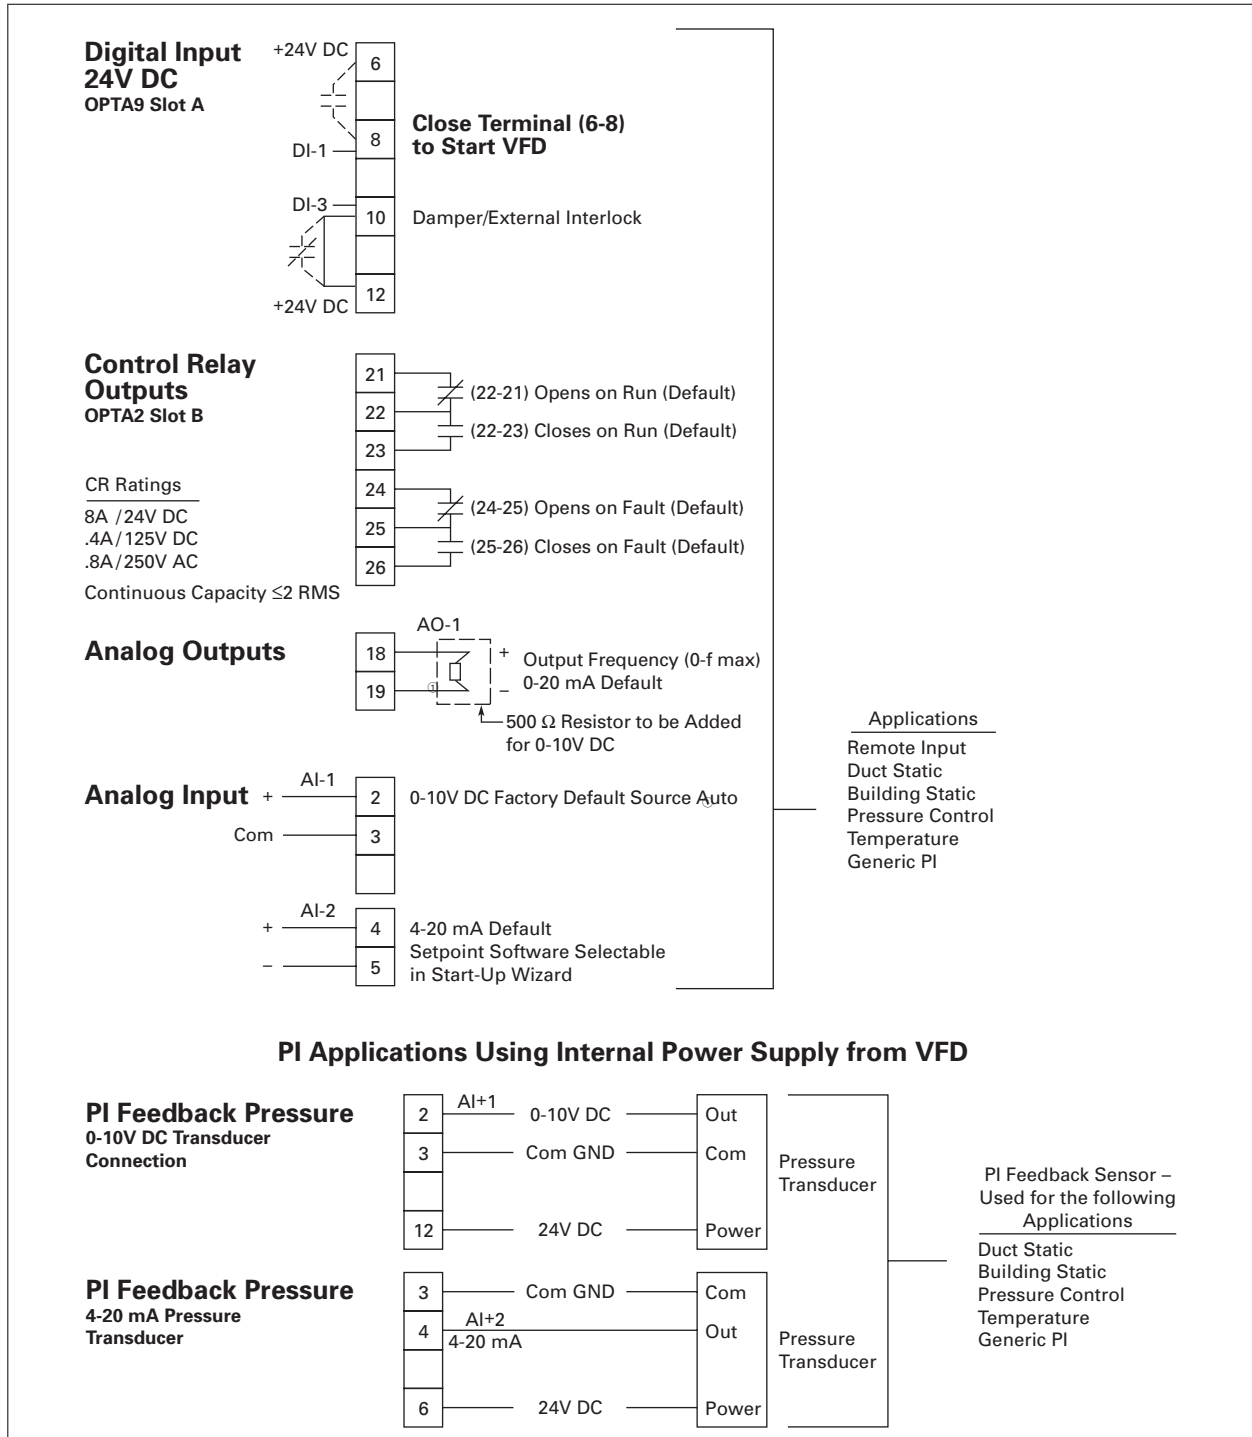 Digital Input
24V DC
OPTA9 Slot A
+24V DC
6
8
DI-1
Close Terminal (6-8)
to Start VFD
DI-3
10
Damper/External Interlock
12
+24V DC
Control Relay
Outputs
OPTA2 Slot B
21
22
23
24
25
26
(22-21) Opens on Run (Default)
(22-23) Closes on Run (Default)
(24-25) Opens on Fault (Default)
(25-26) Closes on Fault (Default)
CR Ratings
8A /24V DC
.4A/125V DC
.8A/250V AC
Continuous Capacity ≤2 RMS
Analog Outputs
18
19
AO-1
①
+
–
Output Frequency (0-f max)
0-20 mA Default
500 Ω Resistor to be Added
for 0-10V DC
Analog Input
+ AI-1
2
0-10V DC Factory Default Source Auto
①
Com
3
+ AI-2
4
4-20 mA Default
Setpoint Software Selectable
in Start-Up Wizard
–
5
Applications
Remote Input
Duct Static
Building Static
Pressure Control
Temperature
Generic PI
PI Applications Using Internal Power Supply from VFD
PI Feedback Pressure
0-10V DC Transducer
Connection
2 AI+1 0-10V DC Out
3 Com GND Com
12 24V DC Power
Pressure
Transducer
PI Feedback Pressure
4-20 mA Pressure
Transducer
3 Com GND Com
4 AI+2 Out
4-20 mA
6 24V DC Power
Pressure
Transducer
PI Feedback Sensor –
Used for the following
Applications
Duct Static
Building Static
Pressure Control
Temperature
Generic PI